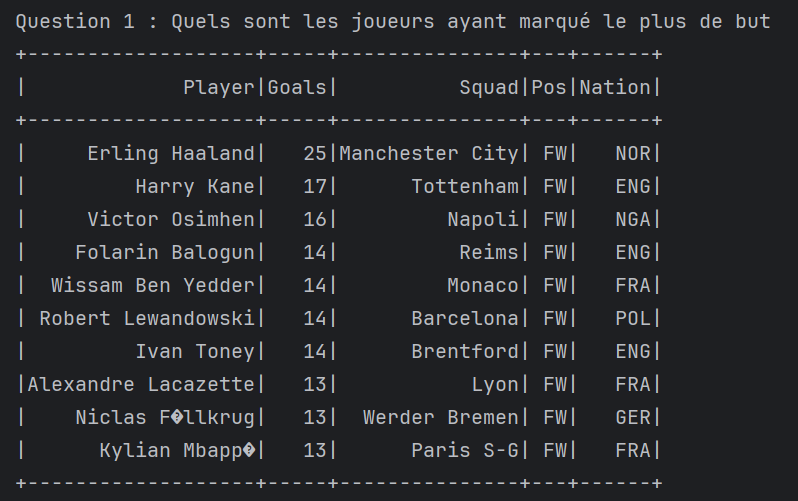 Question 1 : Quels sont les joueurs ayant marqué le plus de but
+-------------------+-----+---------------+---+------+
|             Player|Goals|          Squad|Pos|Nation|
+-------------------+-----+---------------+---+------+
|     Erling Haaland|   25|Manchester City| FW|   NOR|
|         Harry Kane|   17|      Tottenham| FW|   ENG|
|     Victor Osimhen|   16|         Napoli| FW|   NGA|
|    Folarin Balogun|   14|          Reims| FW|   ENG|
|  Wissam Ben Yedder|   14|         Monaco| FW|   FRA|
| Robert Lewandowski|   14|      Barcelona| FW|   POL|
|         Ivan Toney|   14|      Brentford| FW|   ENG|
|Alexandre Lacazette|   13|           Lyon| FW|   FRA|
|    Niclas F�llkrug|   13|  Werder Bremen| FW|   GER|
|      Kylian Mbapp�|   13|      Paris S-G| FW|   FRA|
+-------------------+-----+---------------+---+------+